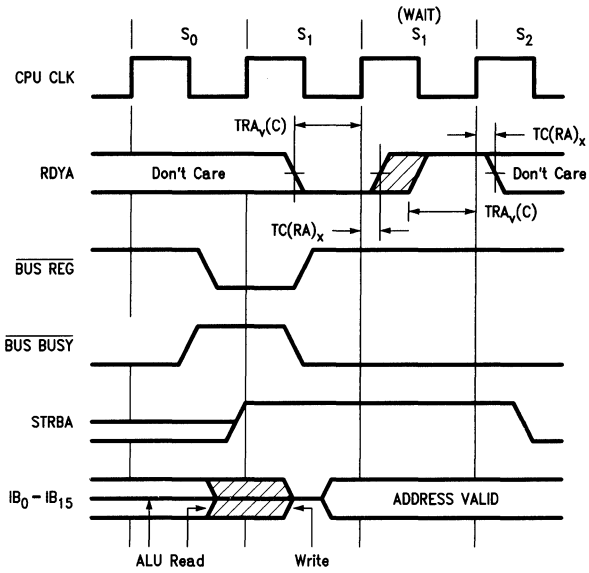 (WAIT)
S0 S1 S1 S2
CPU CLK
TRAV(C)
TC(RA)X
RDYA
Don't Care
Don't Care
TC(RA)X
TRAV(C)
BUS REG
BUS BUSY
STRBA
IB0 – IB15
ADDRESS VALID
ALU Read
Write